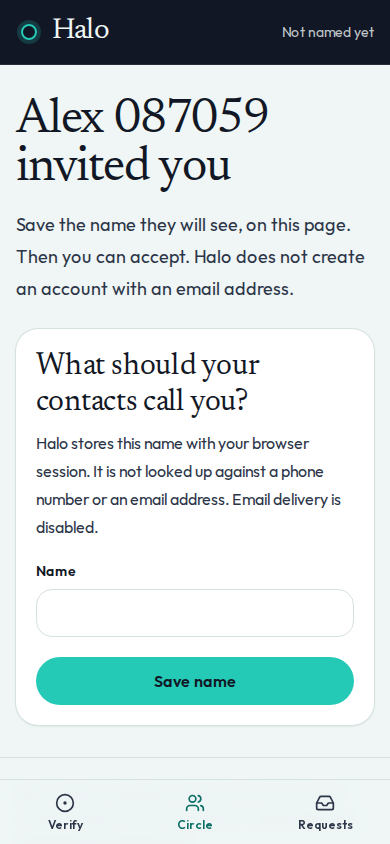 Halo
Not named yet
Alex 087059
invited you
Save the name they will see, on this page.
Then you can accept. Halo does not create
an account with an email address.
What should your
contacts call you?
Halo stores this name with your browser
session. It is not looked up against a phone
number or an email address. Email delivery is
disabled.
Name
Save name
Verify
Circle
Requests